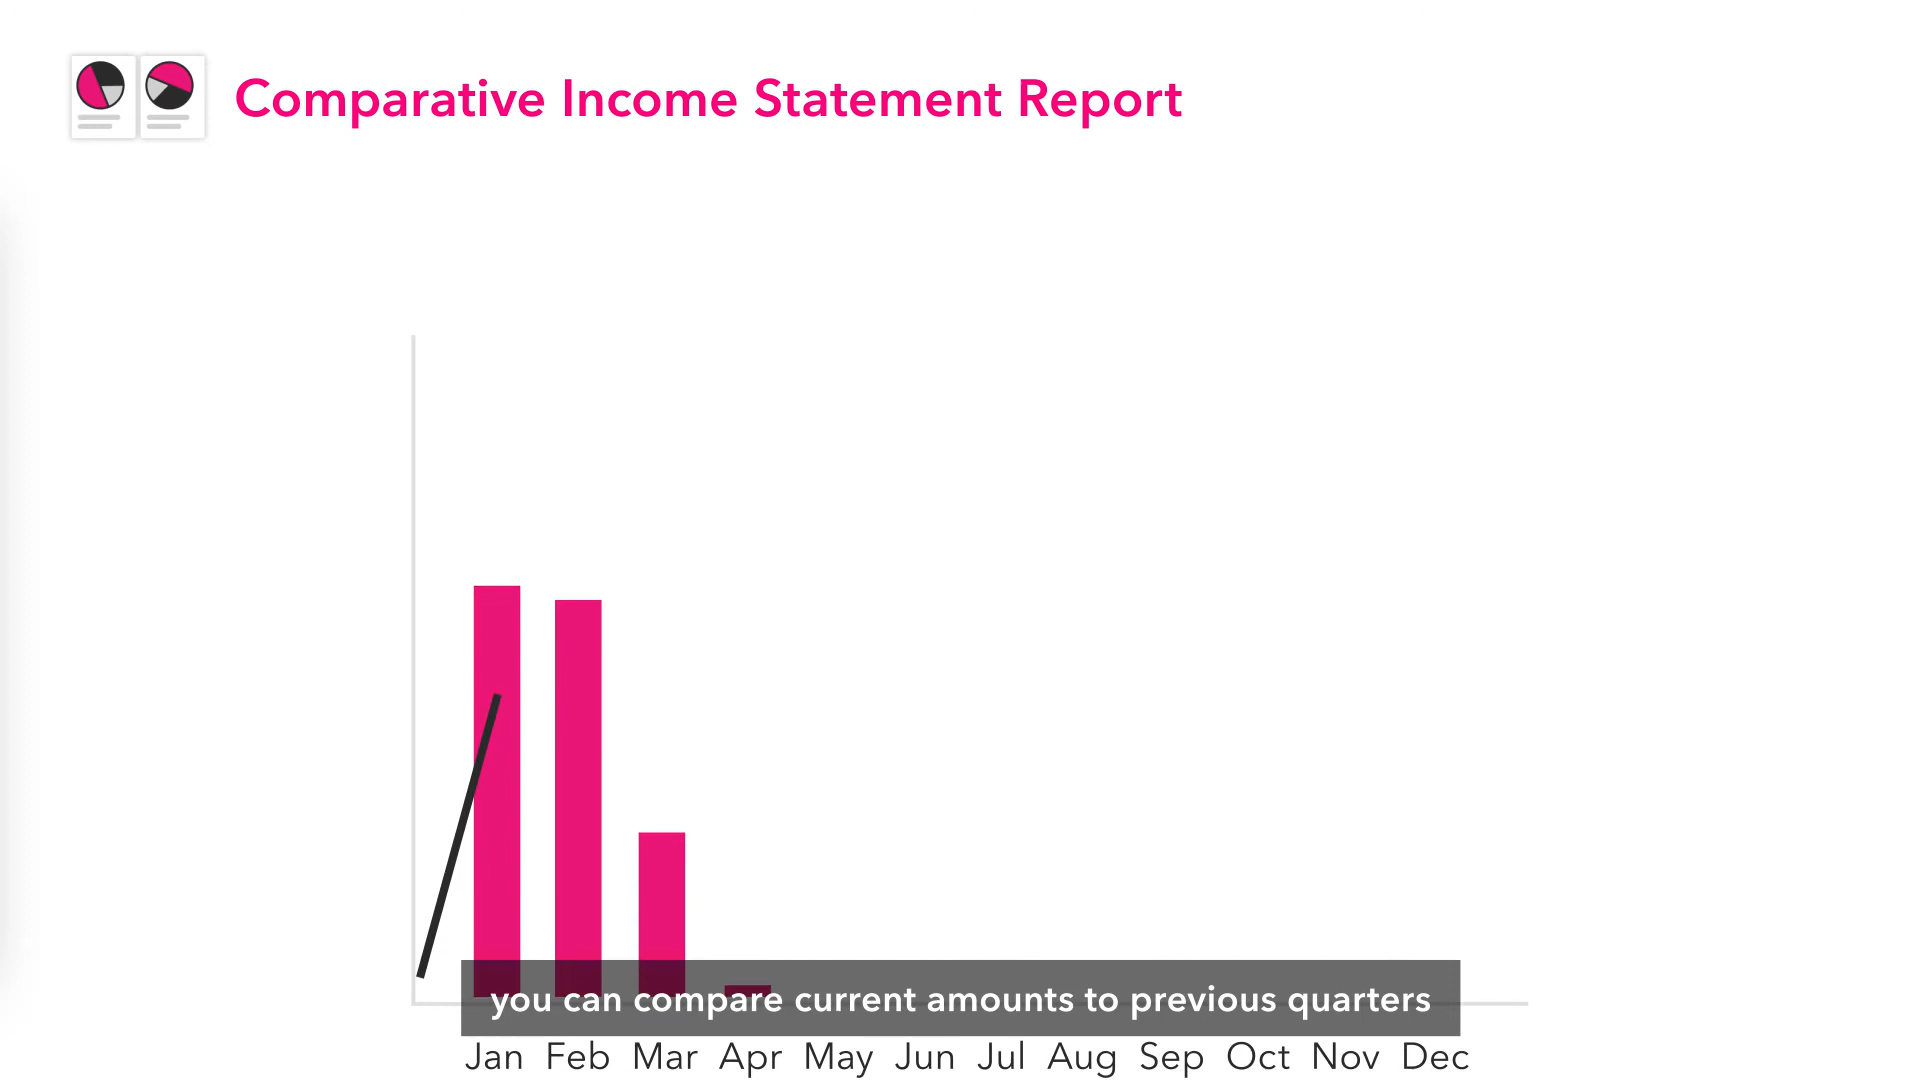 Comparative Income Statement Report
you can compare current amounts to previous quarters
Jan Feb Mar Apr May Jun Jul Aug Sep Oct Nov Dec